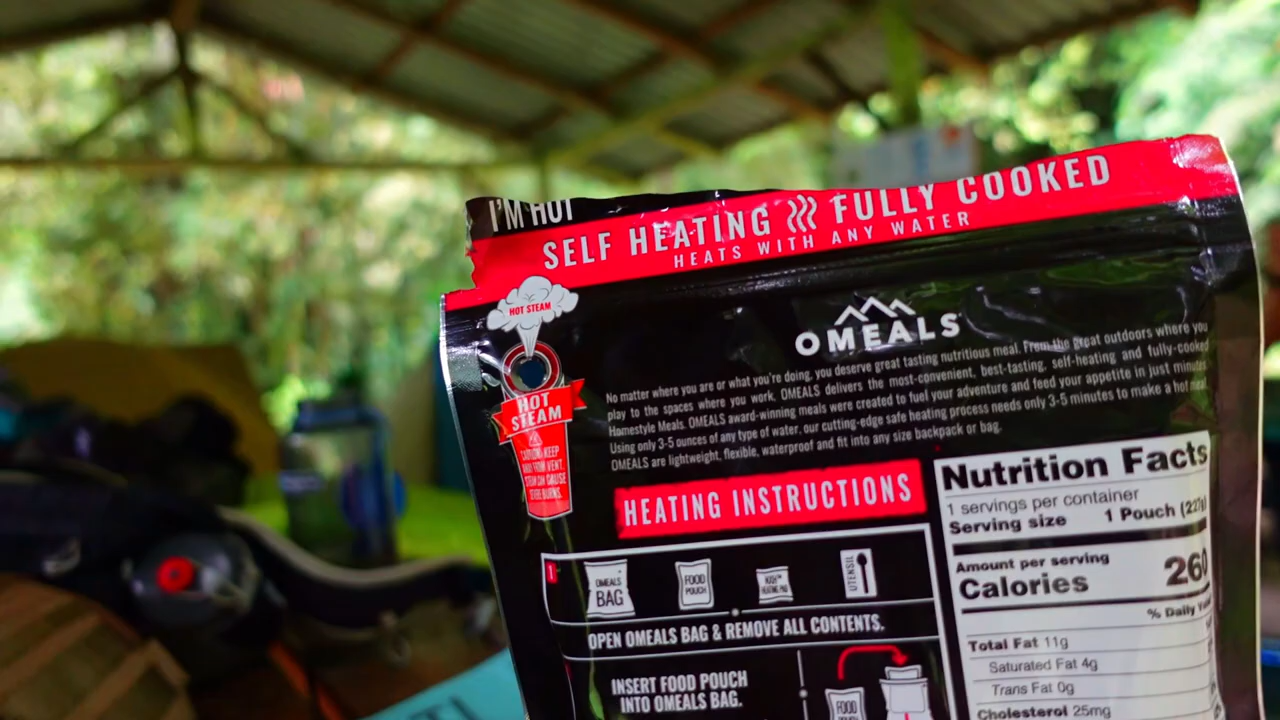 I'M HOT
SELF HEATING FULLY COOKED
HEATS WITH ANY WATER
HOT STEAM
OMEALS
No matter where you are or what you're doing, you deserve great tasting nutritious meal. From the great outdoors where you
play to the spaces where you work, OMEALS delivers the most-convenient, best-tasting, self-heating and fully-cooked
Homestyle Meals. OMEALS award-winning meals were created to fuel your adventure and feed your appetite in just minutes.
Using only 3-5 ounces of any type of water, our cutting-edge safe heating process needs only 3-5 minutes to make a hot meal.
OMEALS are lightweight, flexible, waterproof and fit into any size backpack or bag.
HOT
STEAM
CAUTION: KEEP
AWAY FROM VENT.
STEAM CAN CAUSE
SEVERE BURNS.
HEATING INSTRUCTIONS
1
OMEALS
BAG
FOOD
POUCH
UTENSIL
OPEN OMEALS BAG & REMOVE ALL CONTENTS.
INSERT FOOD POUCH
INTO OMEALS BAG.
FOOD
Nutrition Facts
1 servings per container
Serving size 1 Pouch (227g)
Amount per serving
Calories 260
% Daily
Total Fat 11g
Saturated Fat 4g
Trans Fat 0g
Cholesterol 25mg